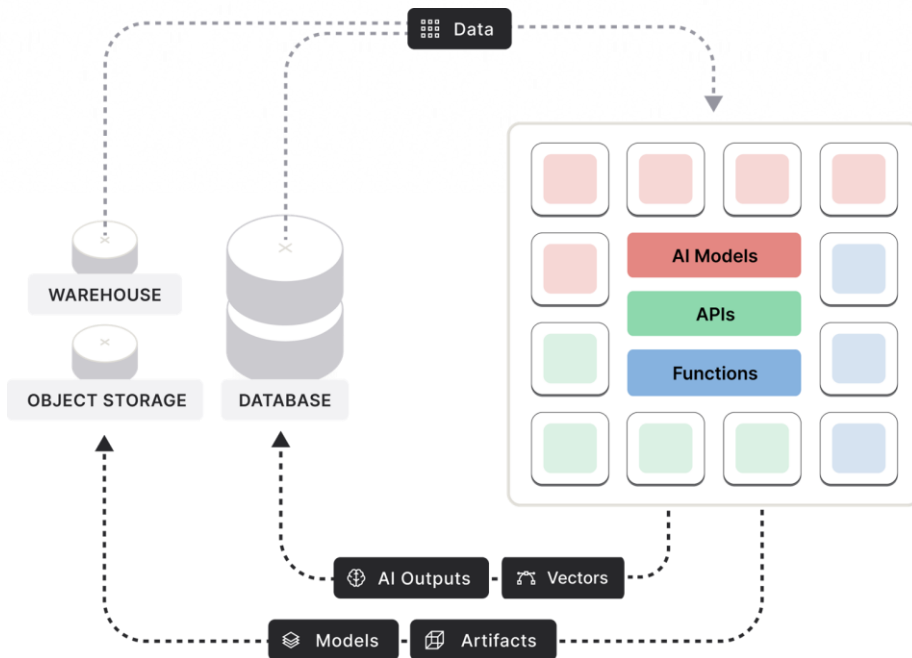 Data
AI Models
WAREHOUSE
APIs
Functions
OBJECT STORAGE
DATABASE
AI Outputs
Vectors
Models
Artifacts